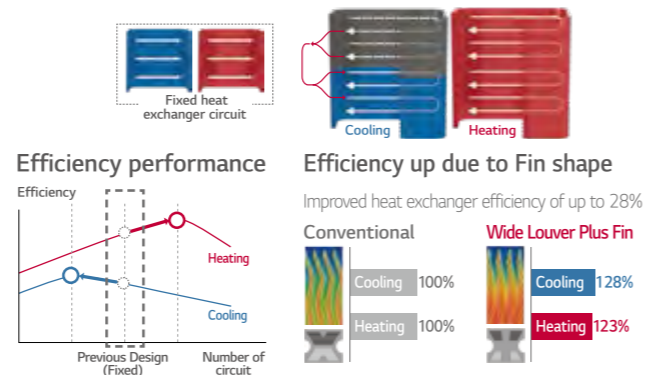 Fixed heat
exchanger circuit
Cooling
Heating
Efficiency performance
Efficiency
Heating
Cooling
Previous Design
(Fixed)
Number of
circuit
Efficiency up due to Fin shape
Improved heat exchanger efficiency of up to 28%
Conventional
Cooling 100%
Heating 100%
Wide Louver Plus Fin
Cooling 128%
Heating 123%